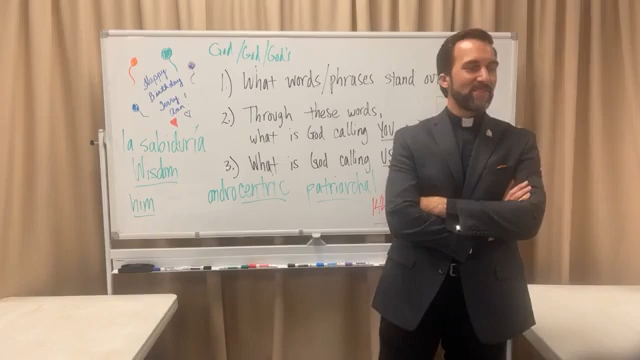 God/God/God's
Happy
Birthday
1.) What words/phrases stand ou
2.) Through these words,
what is God calling YOU
3.) What is God calling US
la sabiduría
Wisdom
him
androcentric patriarchal